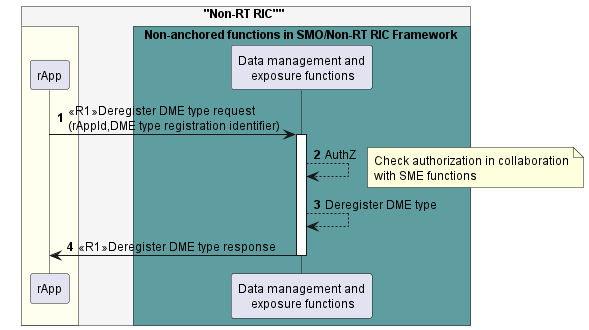 "Non-RT RIC""
Non-anchored functions in SMO/Non-RT RIC Framework
rApp
Data management and
exposure functions
1 «R1»Deregister DME type request
(rAppId,DME type registration identifier)
2 AuthZ
Check authorization in collaboration
with SME functions
3 Deregister DME type
4 «R1»Deregister DME type response
rApp
Data management and
exposure functions